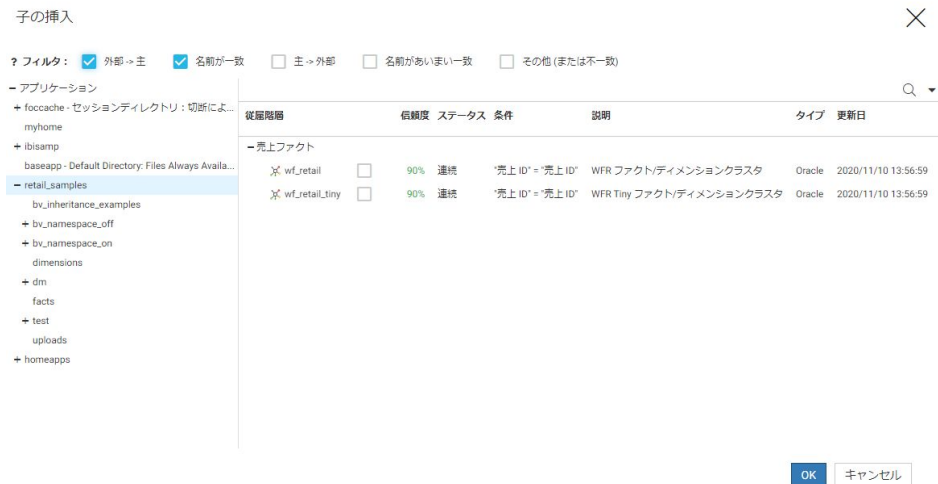 子の挿入
? フィルタ： 外部 -> 主 名前が一致 主 -> 外部 名前があいまい一致 その他 (または不一致)
アプリケーション
foccache - セッションディレクトリ：切断によ...
myhome
ibisamp
baseapp - Default Directory: Files Always Availa...
retail_samples
bv_inheritance_examples
bv_namespace_off
bv_namespace_on
dimensions
dm
facts
test
uploads
homeapps
従属階層 信頼度 ステータス 条件 説明 タイプ 更新日
売上ファクト
wf_retail 90% 連続 "売上 ID" = "売上 ID" WFR ファクト/ディメンションクラスタ Oracle 2020/11/10 13:56:59
wf_retail_tiny 90% 連続 "売上 ID" = "売上 ID" WFR Tiny ファクト/ディメンションクラスタ Oracle 2020/11/10 13:56:59
OK キャンセル